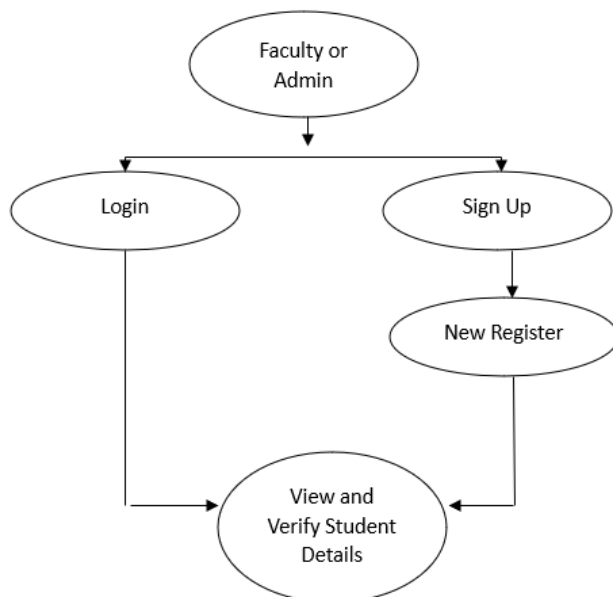 Faculty or
Admin
Login
Sign Up
New Register
View and
Verify Student
Details